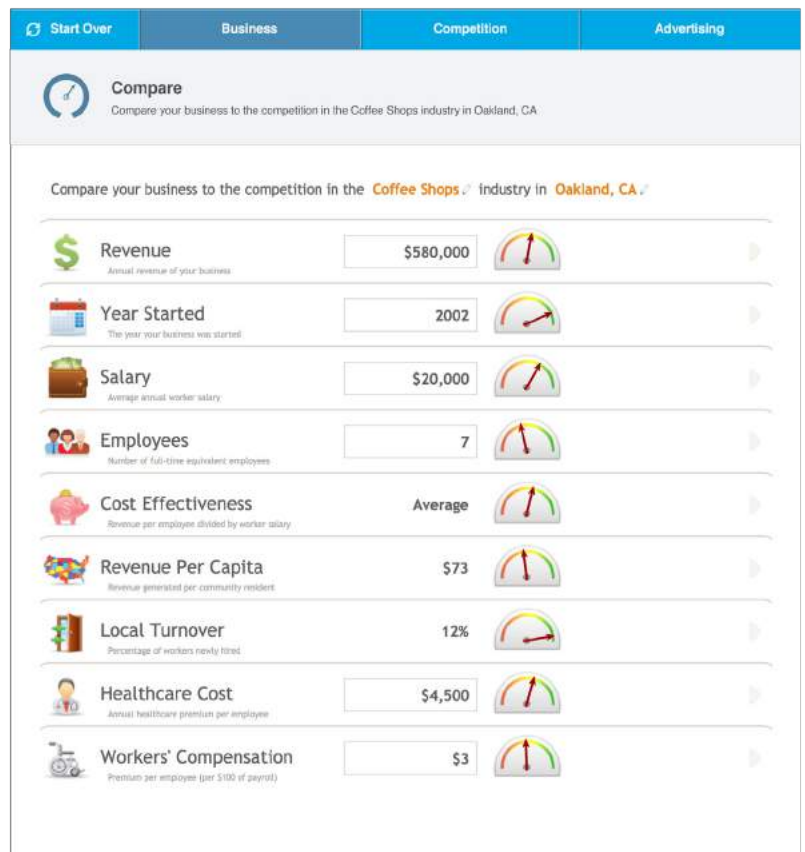 Start Over Business Competition Advertising
Compare
Compare your business to the competition in the Coffee Shops industry in Oakland, CA
Compare your business to the competition in the Coffee Shops industry in Oakland, CA
Revenue $580,000
Annual revenue of your business
Year Started 2002
The year your business was started
Salary $20,000
Average annual worker salary
Employees 7
Number of full-time equivalent employees
Cost Effectiveness Average
Revenue per employee divided by worker salary
Revenue Per Capita $73
Revenue generated per community resident
Local Turnover 12%
Percentage of workers newly hired
Healthcare Cost $4,500
Annual healthcare premium per employee
Workers' Compensation $3
Premium per employee (per $100 of payroll)